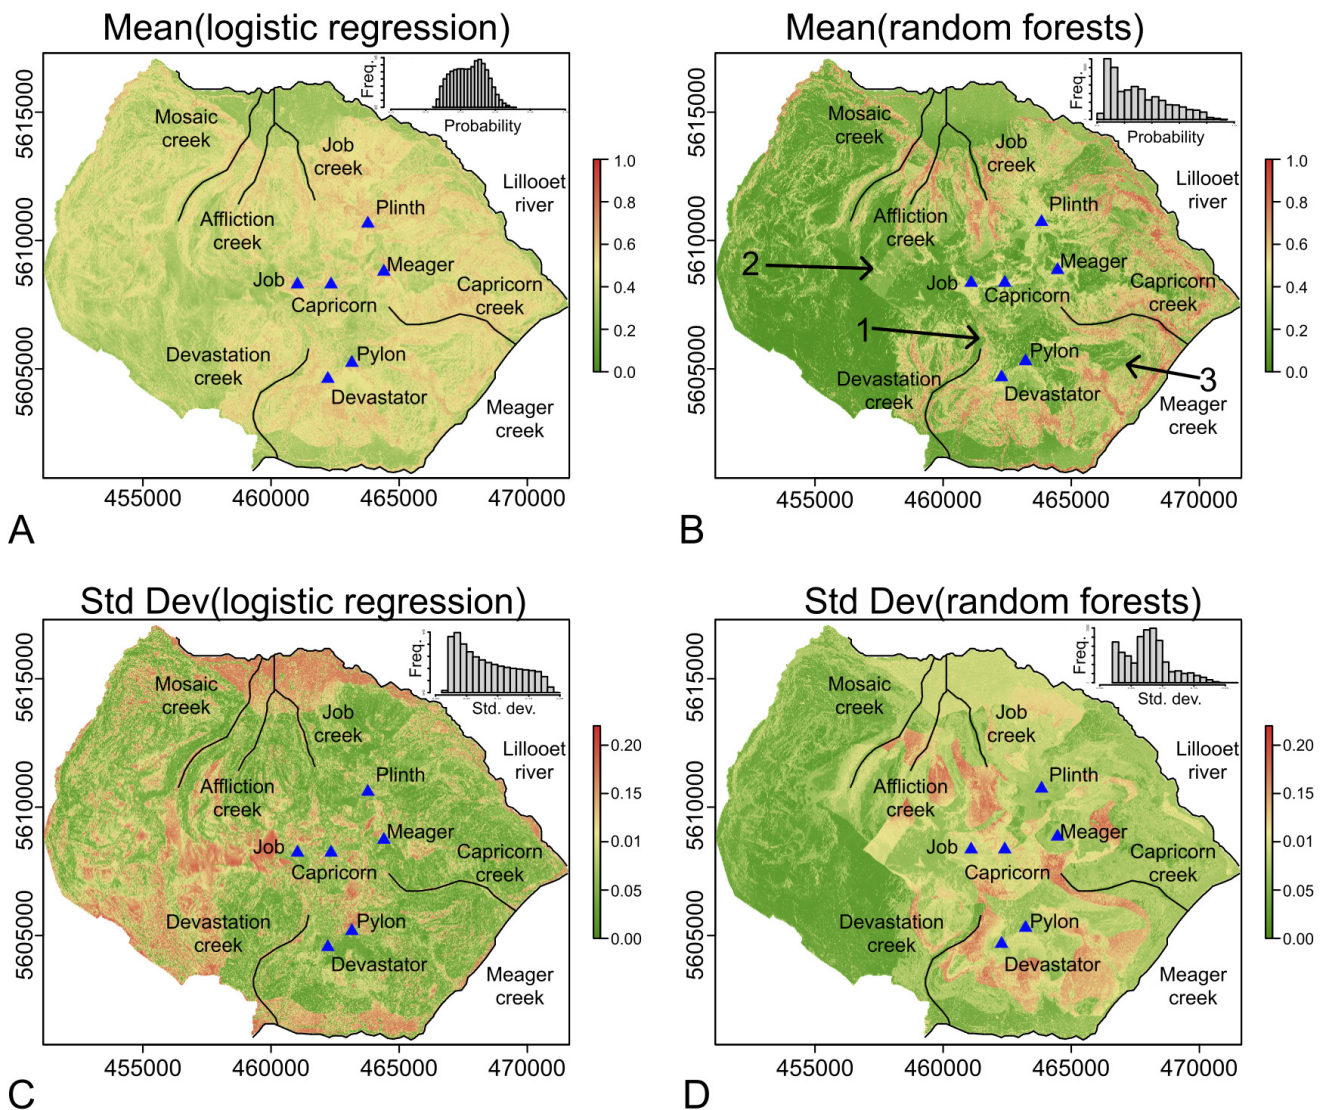 Mean(logistic regression)
Freq.
Probability
Mosaic
creek
Job
creek
Lillooet
river
Affliction
creek
Plinth
Meager
Job
Capricorn
Capricorn
creek
Devastation
creek
Pylon
Devastator
Meager
creek
5615000
5610000
5605000
455000
460000
465000
470000
1.0
0.8
0.6
0.4
0.2
0.0
A
Mean(random forests)
Freq.
Probability
Mosaic
creek
Job
creek
Lillooet
river
Affliction
creek
Plinth
2
Meager
Job
Capricorn
Capricorn
creek
1
Pylon
3
Devastation
creek
Devastator
Meager
creek
5615000
5610000
5605000
455000
460000
465000
470000
1.0
0.8
0.6
0.4
0.2
0.0
B
Std Dev(logistic regression)
Freq.
Std. dev.
Mosaic
creek
Job
creek
Lillooet
river
Affliction
creek
Plinth
Meager
Job
Capricorn
Capricorn
creek
Devastation
creek
Pylon
Devastator
Meager
creek
5615000
5610000
5605000
455000
460000
465000
470000
0.20
0.15
0.01
0.05
0.00
C
Std Dev(random forests)
Freq.
Std. dev.
Mosaic
creek
Job
creek
Lillooet
river
Affliction
creek
Plinth
Meager
Job
Capricorn
Capricorn
creek
Devastation
creek
Pylon
Devastator
Meager
creek
5615000
5610000
5605000
455000
460000
465000
470000
0.20
0.15
0.01
0.05
0.00
D